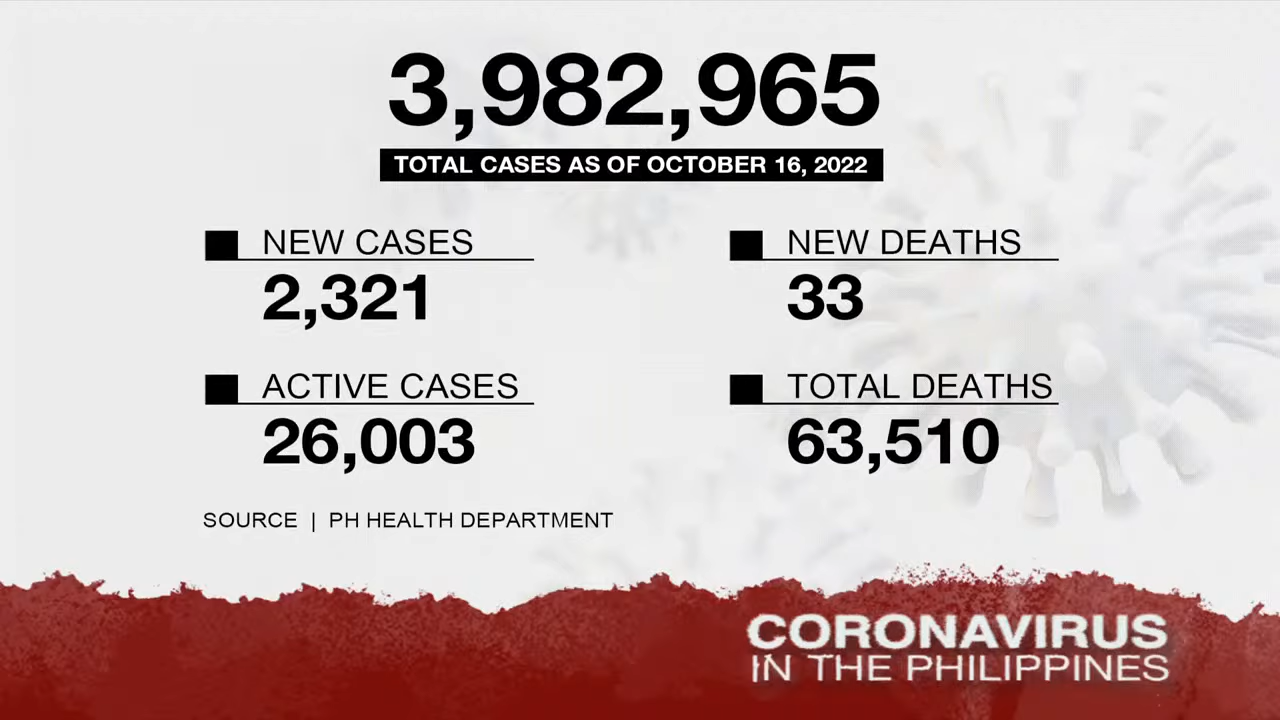 3,982,965
TOTAL CASES AS OF OCTOBER 16, 2022
NEW CASES
2,321
NEW DEATHS
33
ACTIVE CASES
26,003
TOTAL DEATHS
63,510
SOURCE | PH HEALTH DEPARTMENT
CORONAVIRUS
IN THE PHILIPPINES